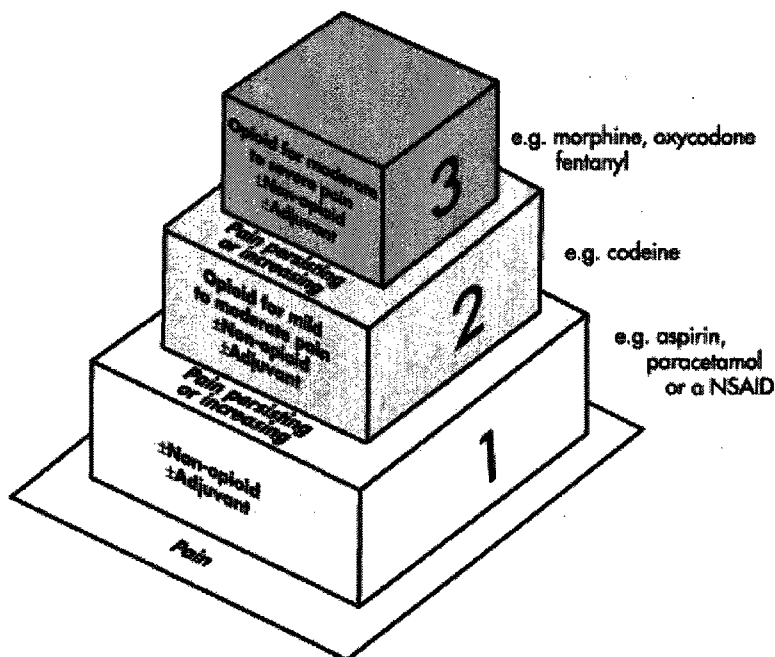 Opioid for moderate
to severe pain
±Non-opioid
±Adjuvant
3
e.g. morphine, oxycodone
fentanyl
Pain persisting
or increasing
Opioid for mild
to moderate pain
±Non-opioid
±Adjuvant
2
e.g. codeine
Pain persisting
or increasing
±Non-opioid
±Adjuvant
1
e.g. aspirin,
paracetamol
or a NSAID
Pain